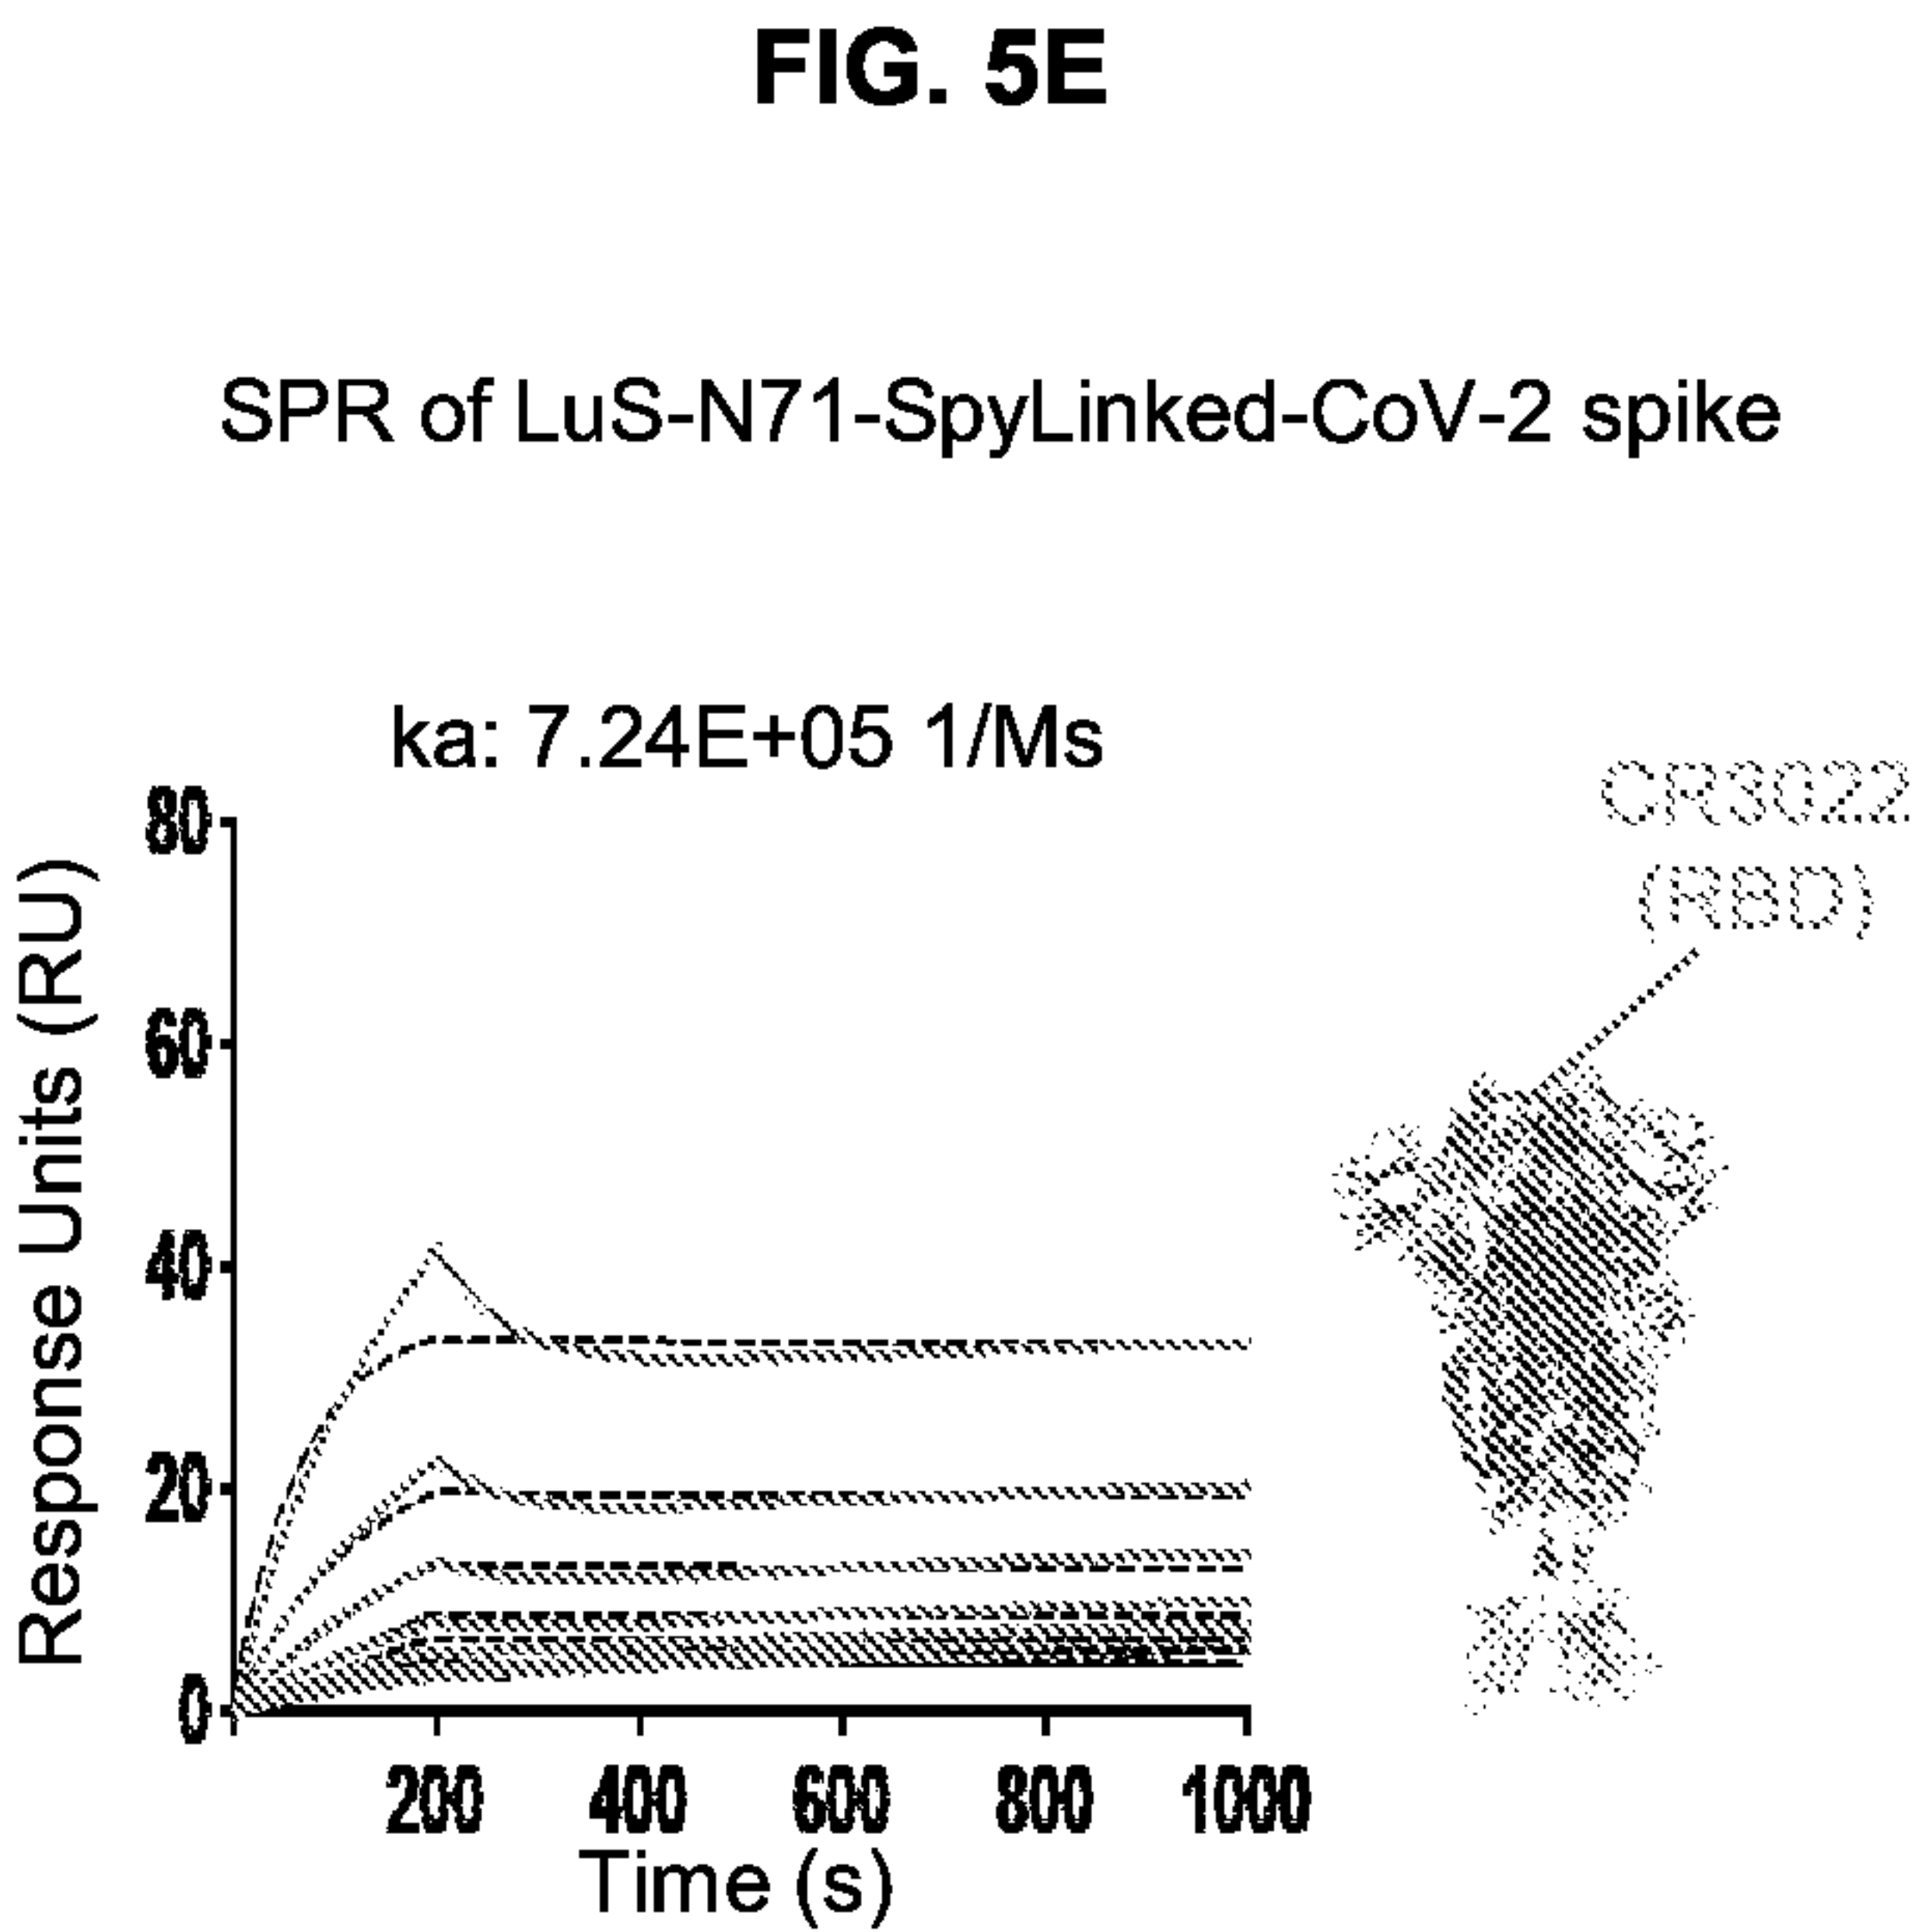 FIG. 5E
SPR of LuS-N71-SpyLinked-CoV-2 spike
ka: 7.24E+05 1/Ms
CR3022
(RBD)
Response Units (RU)
80
60
40
20
0
200 400 600 800 1000
Time (s)